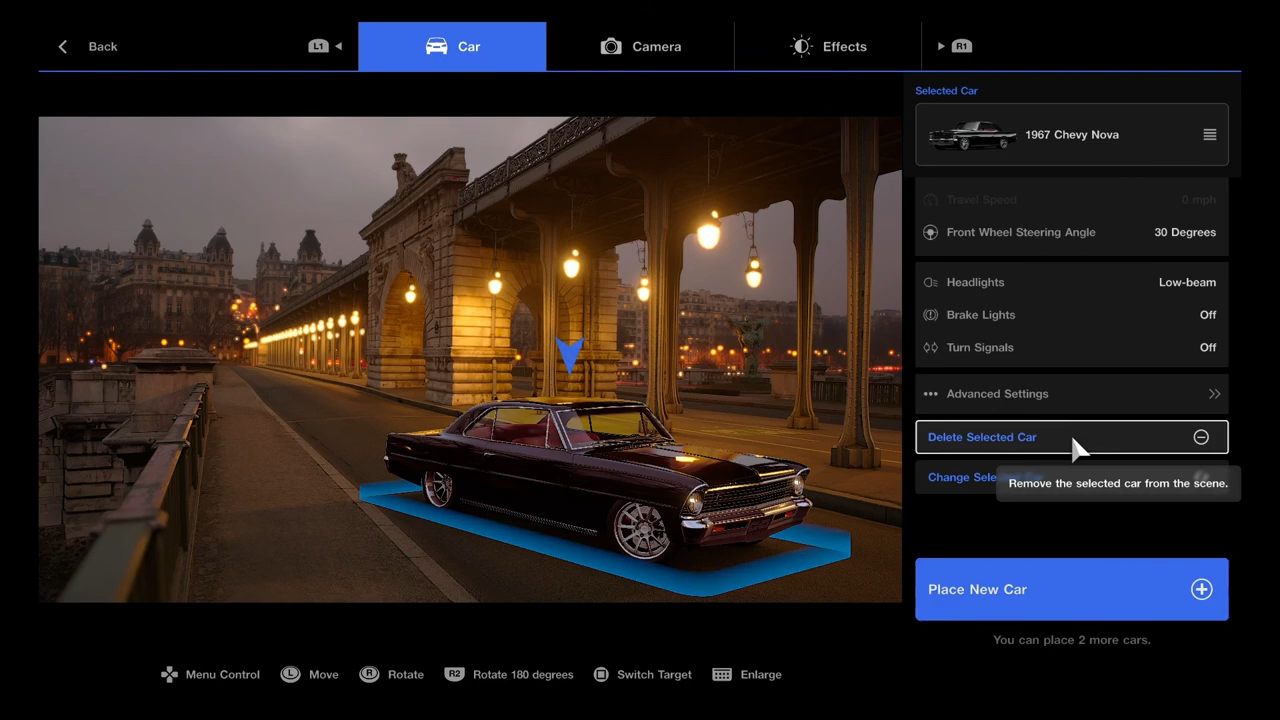 Back
L1
Car
Camera
Effects
R1
Selected Car
1967 Chevy Nova
Travel Speed 0 mph
Front Wheel Steering Angle 30 Degrees
Headlights Low-beam
Brake Lights Off
Turn Signals Off
Advanced Settings
Delete Selected Car
Change Sele
Remove the selected car from the scene.
Place New Car
You can place 2 more cars.
Menu Control
L Move
R Rotate
R2 Rotate 180 degrees
Switch Target
Enlarge